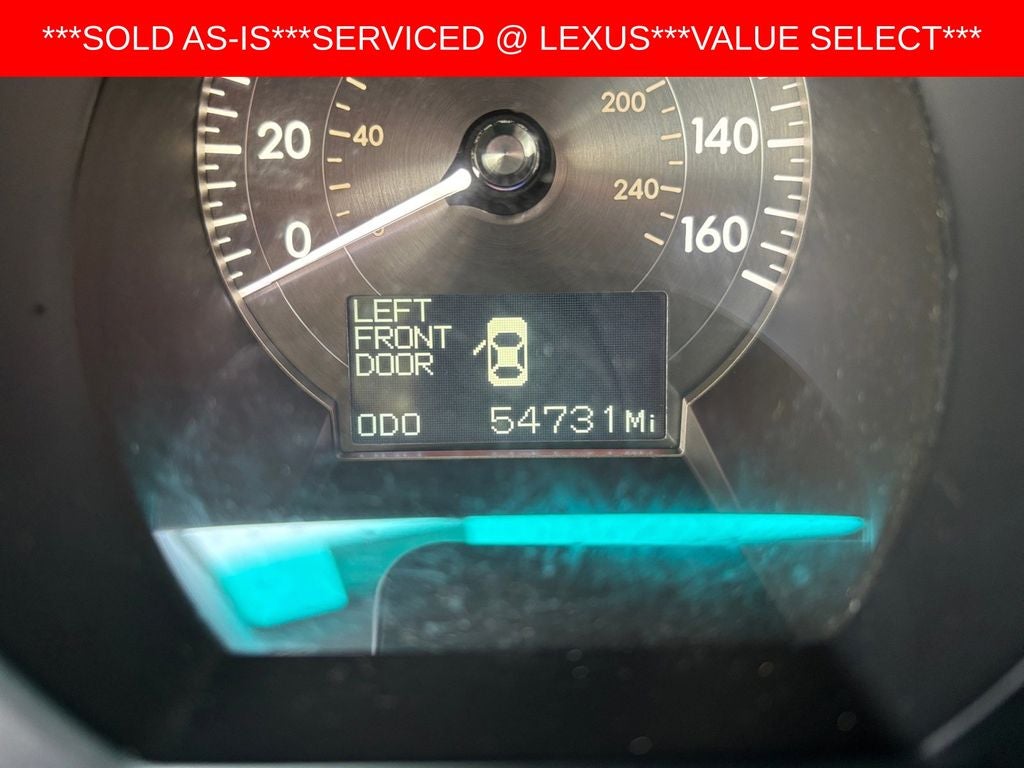 ***SOLD AS-IS***SERVICED @ LEXUS***VALUE SELECT***
20 40 200 140
240
0 160
LEFT
FRONT
DOOR
ODO 54731Mi